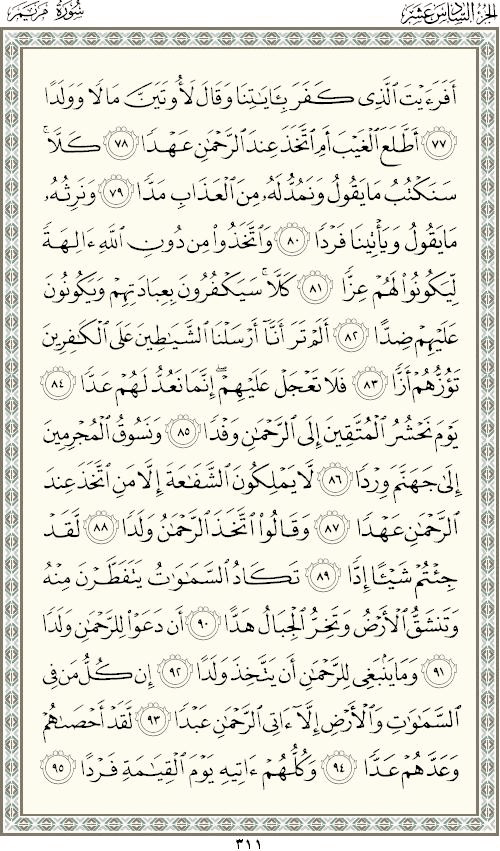 الجزء السادس عشر
سورة مريم
أَفَرَءَيْتَ ٱلَّذِى كَفَرَ بِـَٔايَـٰتِنَا وَقَالَ لَأُوتَيَنَّ مَالًا وَوَلَدًا
٧٧ أَطَّلَعَ ٱلْغَيْبَ أَمِ ٱتَّخَذَ عِندَ ٱلرَّحْمَـٰنِ عَهْدًا ٧٨ كَلَّا ۚ
سَنَكْتُبُ مَا يَقُولُ وَنَمُدُّ لَهُۥ مِنَ ٱلْعَذَابِ مَدًّا ٧٩ وَنَرِثُهُۥ
مَا يَقُولُ وَيَأْتِينَا فَرْدًا ٨٠ وَٱتَّخَذُوا۟ مِن دُونِ ٱللَّهِ ءَالِهَةً
لِّيَكُونُوا۟ لَهُمْ عِزًّا ٨١ كَلَّا ۚ سَيَكْفُرُونَ بِعِبَادَتِهِمْ وَيَكُونُونَ
عَلَيْهِمْ ضِدًّا ٨٢ أَلَمْ تَرَ أَنَّآ أَرْسَلْنَا ٱلشَّيَـٰطِينَ عَلَى ٱلْكَـٰفِرِينَ
تَؤُزُّهُمْ أَزًّا ٨٣ فَلَا تَعْجَلْ عَلَيْهِمْ ۖ إِنَّمَا نَعُدُّ لَهُمْ عَدًّا ٨٤
يَوْمَ نَحْشُرُ ٱلْمُتَّقِينَ إِلَى ٱلرَّحْمَـٰنِ وَفْدًا ٨٥ وَنَسُوقُ ٱلْمُجْرِمِينَ
إِلَىٰ جَهَنَّمَ وِرْدًا ٨٦ لَّا يَمْلِكُونَ ٱلشَّفَـٰعَةَ إِلَّا مَنِ ٱتَّخَذَ عِندَ
ٱلرَّحْمَـٰنِ عَهْدًا ٨٧ وَقَالُوا۟ ٱتَّخَذَ ٱلرَّحْمَـٰنُ وَلَدًا ٨٨ لَّقَدْ
جِئْتُمْ شَيْـًٔا إِدًّا ٨٩ تَكَادُ ٱلسَّمَـٰوَٰتُ يَتَفَطَّرْنَ مِنْهُ
وَتَنشَقُّ ٱلْأَرْضُ وَتَخِرُّ ٱلْجِبَالُ هَدًّا ٩٠ أَن دَعَوْا۟ لِلرَّحْمَـٰنِ وَلَدًا
٩١ وَمَا يَنۢبَغِى لِلرَّحْمَـٰنِ أَن يَتَّخِذَ وَلَدًا ٩٢ إِن كُلُّ مَن فِى
ٱلسَّمَـٰوَٰتِ وَٱلْأَرْضِ إِلَّآ ءَاتِى ٱلرَّحْمَـٰنِ عَبْدًا ٩٣ لَّقَدْ أَحْصَىٰهُمْ
وَعَدَّهُمْ عَدًّا ٩٤ وَكُلُّهُمْ ءَاتِيهِ يَوْمَ ٱلْقِيَـٰمَةِ فَرْدًا ٩٥
٣١١